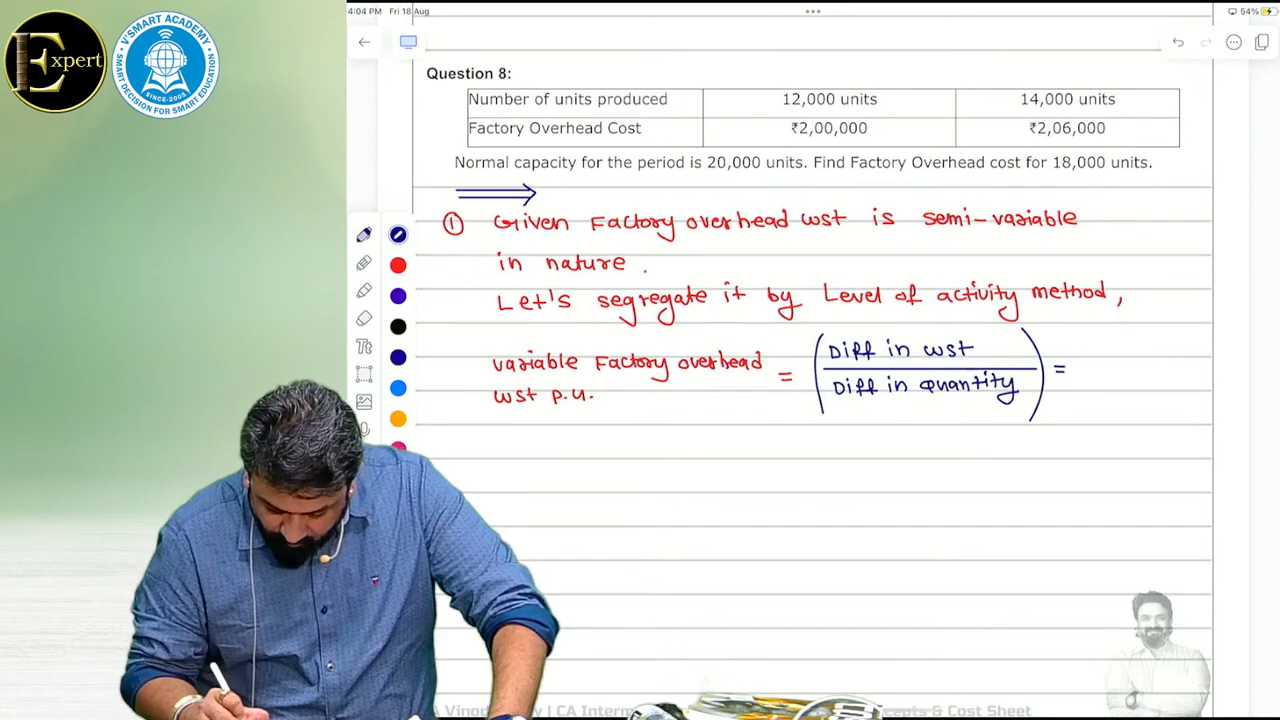 4:04 PM Fri 18 Aug
54%
Expert
V'SMART ACADEMY
SINCE-2005
SMART DECISION FOR SMART EDUCATION
Question 8:
Number of units produced 12,000 units 14,000 units
Factory Overhead Cost ₹2,00,000 ₹2,06,000
Normal capacity for the period is 20,000 units. Find Factory Overhead cost for 18,000 units.
① Given Factory overhead cost is semi-variable
in nature.
Let's segregate it by Level of activity method,
variable Factory overhead = (Diff in cost / Diff in Quantity) =
cost p.u.
Tt
| CA Interm
& Cost Sheet